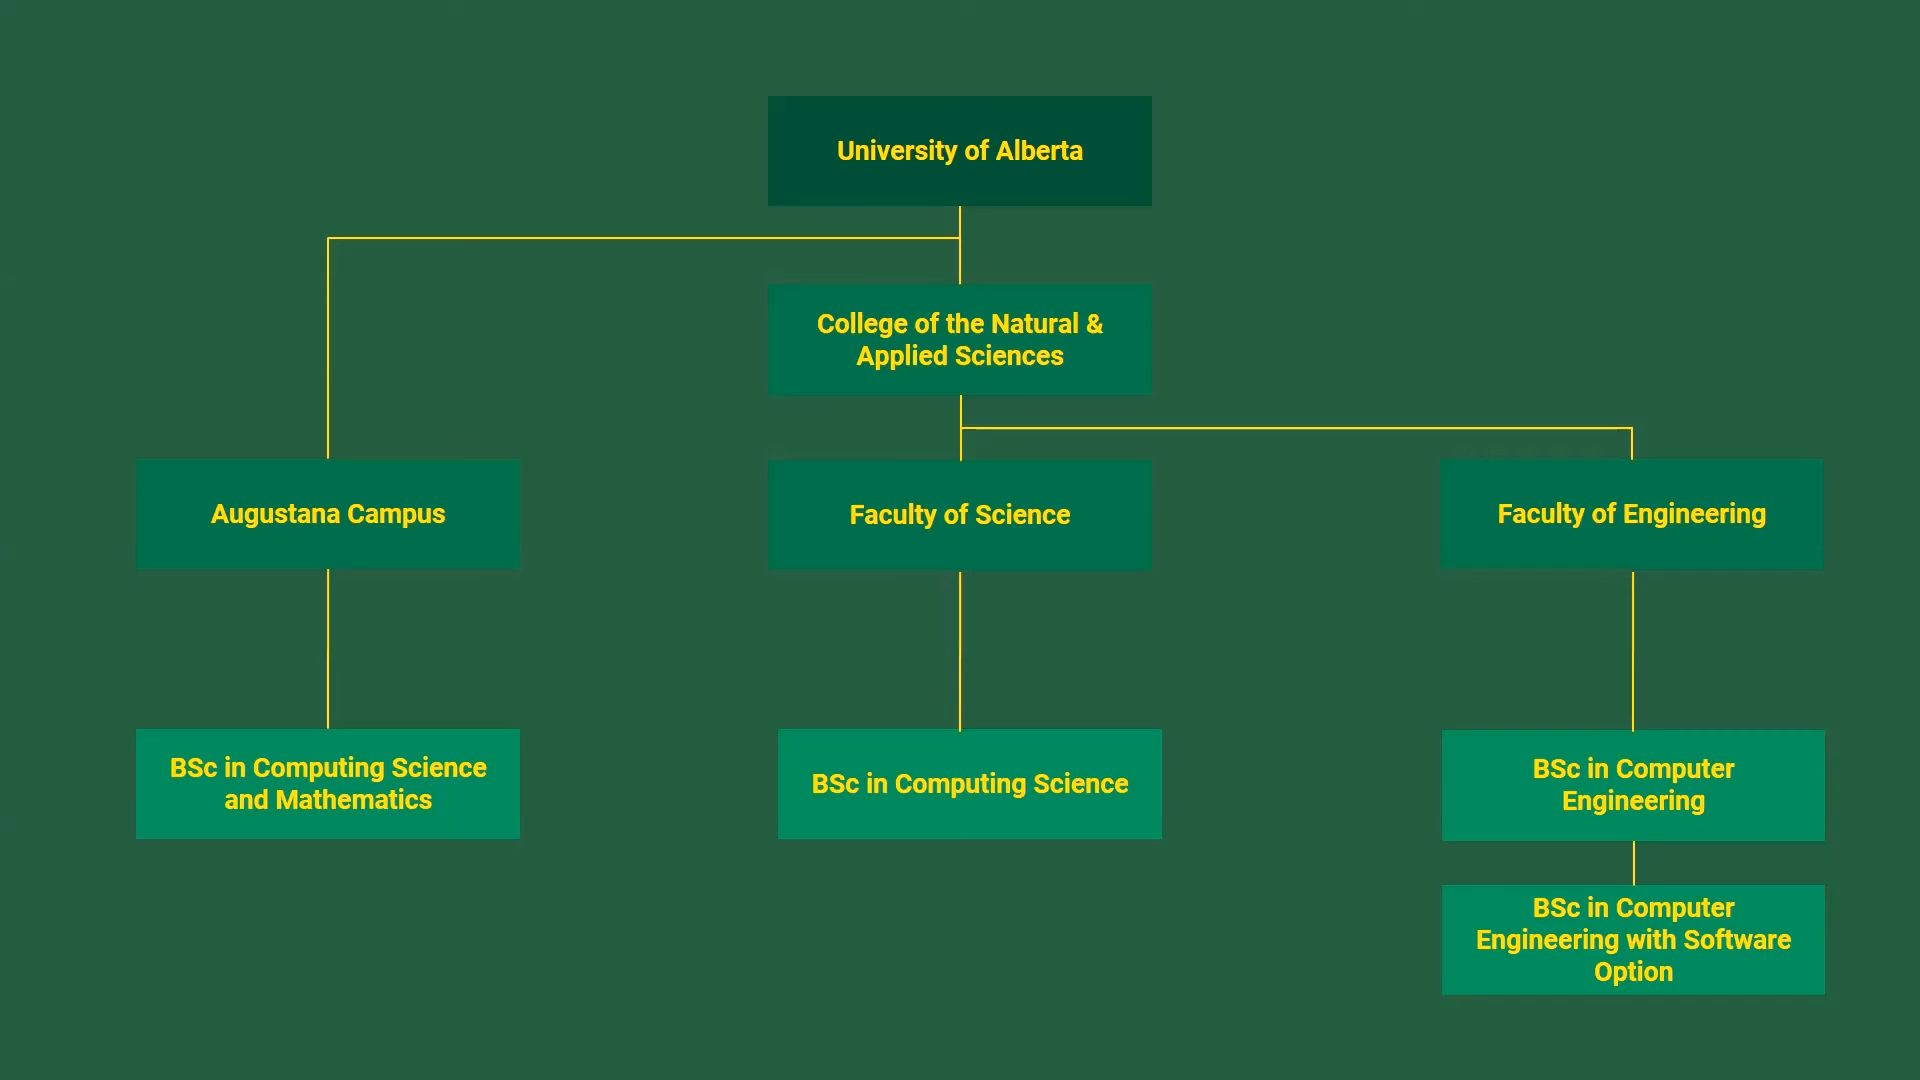 University of Alberta
College of the Natural &
Applied Sciences
Augustana Campus
Faculty of Science
Faculty of Engineering
BSc in Computing Science
and Mathematics
BSc in Computing Science
BSc in Computer
Engineering
BSc in Computer
Engineering with Software
Option